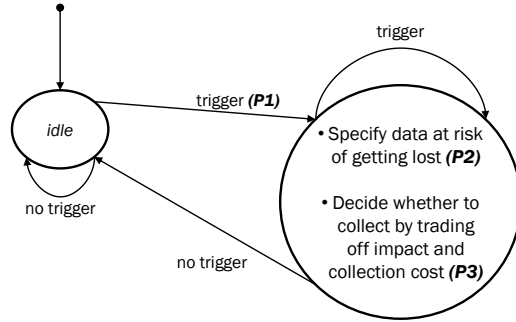 trigger
trigger (P1)
idle
no trigger
no trigger
• Specify data at risk
of getting lost (P2)
• Decide whether to
collect by trading
off impact and
collection cost (P3)